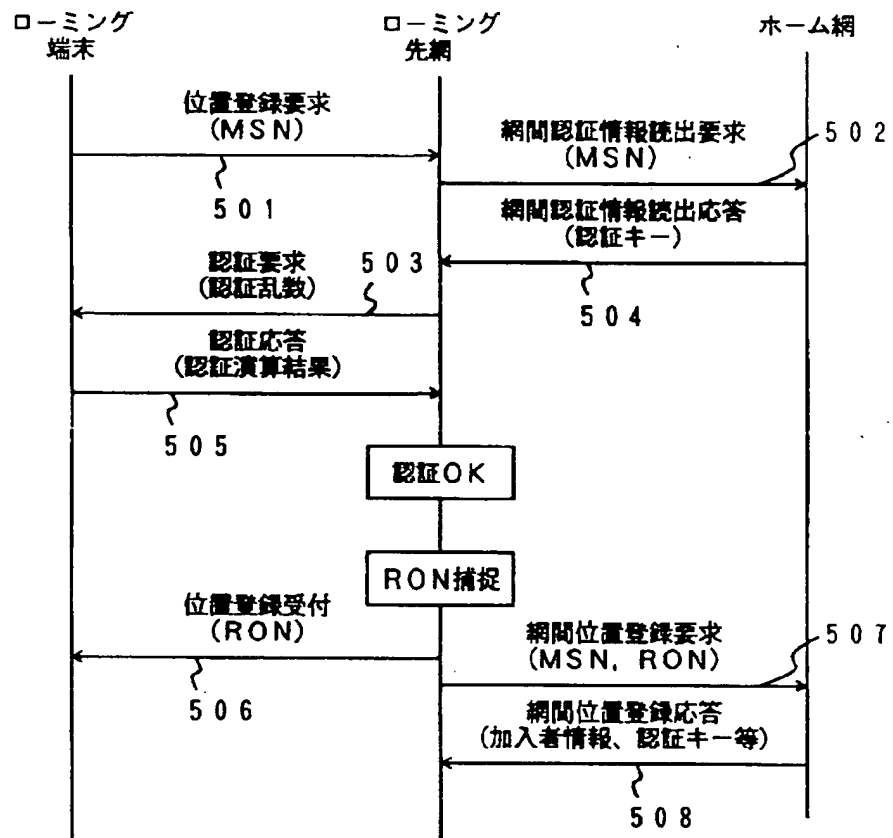 ローミング
端末
ローミング
先網
ホーム網
位置登録要求
(MSN)
501
網間認証情報読出要求
(MSN)
502
網間認証情報読出応答
(認証キー)
504
認証要求
(認証乱数)
503
認証応答
(認証演算結果)
505
認証OK
RON捕捉
位置登録受付
(RON)
506
網間位置登録要求
(MSN, RON)
507
網間位置登録応答
(加入者情報、認証キー等)
508